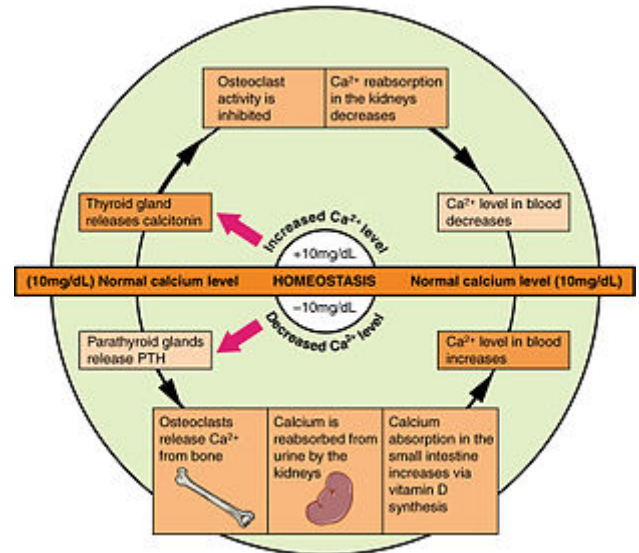 Osteoclast
activity is
inhibited
Ca²⁺ reabsorption
in the kidneys
decreases
Thyroid gland
releases calcitonin
Increased Ca²⁺ level
+10mg/dL
Ca²⁺ level in blood
decreases
(10mg/dL) Normal calcium level
HOMEOSTASIS
Normal calcium level (10mg/dL)
Parathyroid glands
release PTH
−10mg/dL
Decreased Ca²⁺ level
Ca²⁺ level in blood
increases
Osteoclasts
release Ca²⁺
from bone
Calcium is
reabsorbed from
urine by the
kidneys
Calcium
absorption in the
small intestine
increases via
vitamin D
synthesis